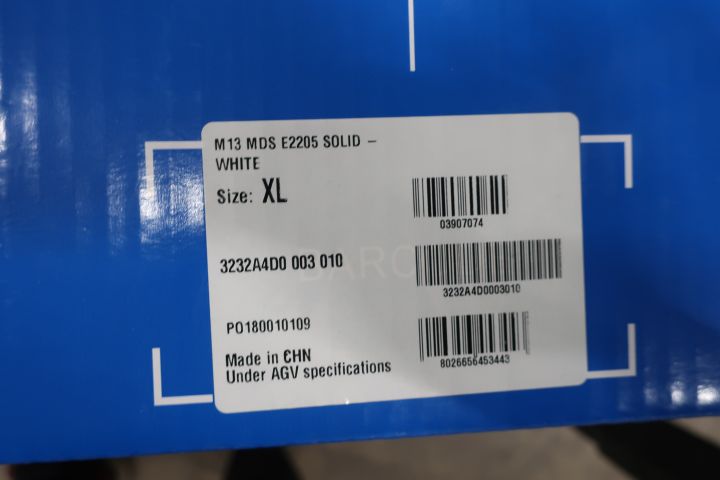 M13 MDS E2205 SOLID –
WHITE
Size: XL
03907074
3232A4D0 003 010
3232A4D0003010
PO180010109
8026656453443
Made in CHN
Under AGV specifications